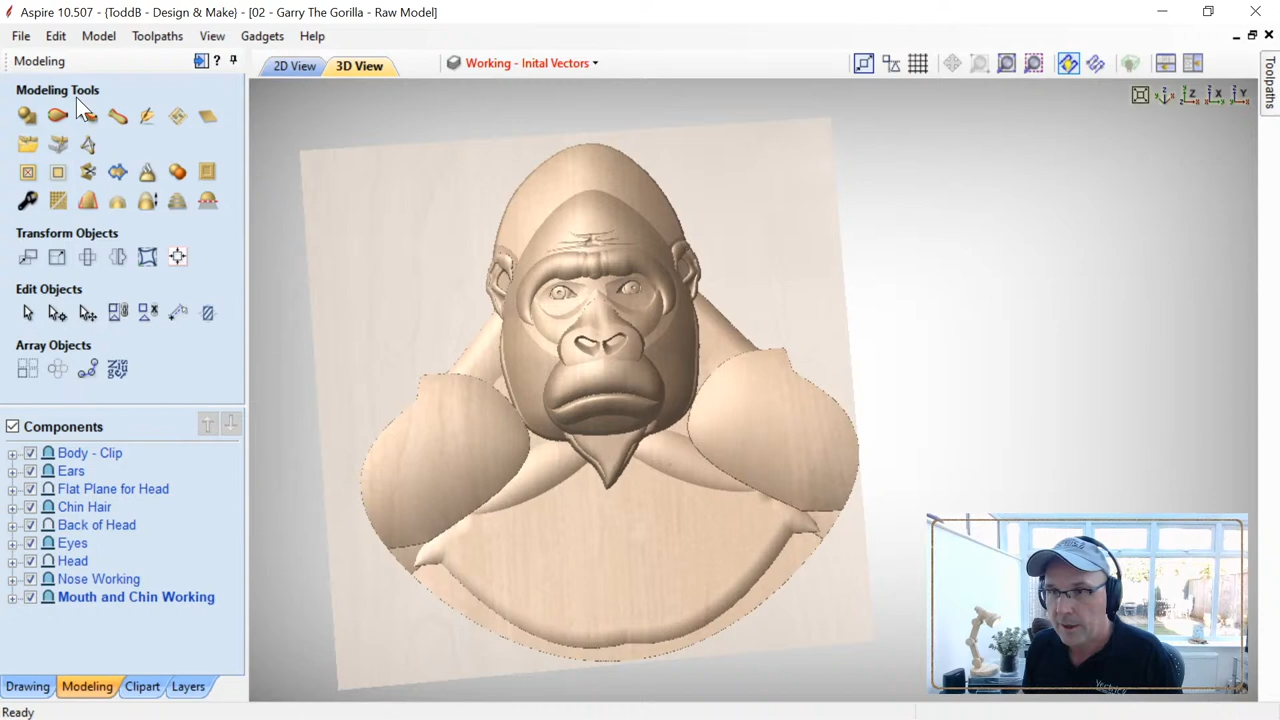 Aspire 10.507 - {ToddB - Design & Make} - [02 - Garry The Gorilla - Raw Model]
File Edit Model Toolpaths View Gadgets Help
Modeling ?
2D View 3D View Working - Inital Vectors
Toolpaths
Z X Y
Modeling Tools
Transform Objects
Edit Objects
Array Objects
Components
Body - Clip
Ears
Flat Plane for Head
Chin Hair
Back of Head
Eyes
Head
Nose Working
Mouth and Chin Working
Drawing Modeling Clipart Layers
Ready
Vectric